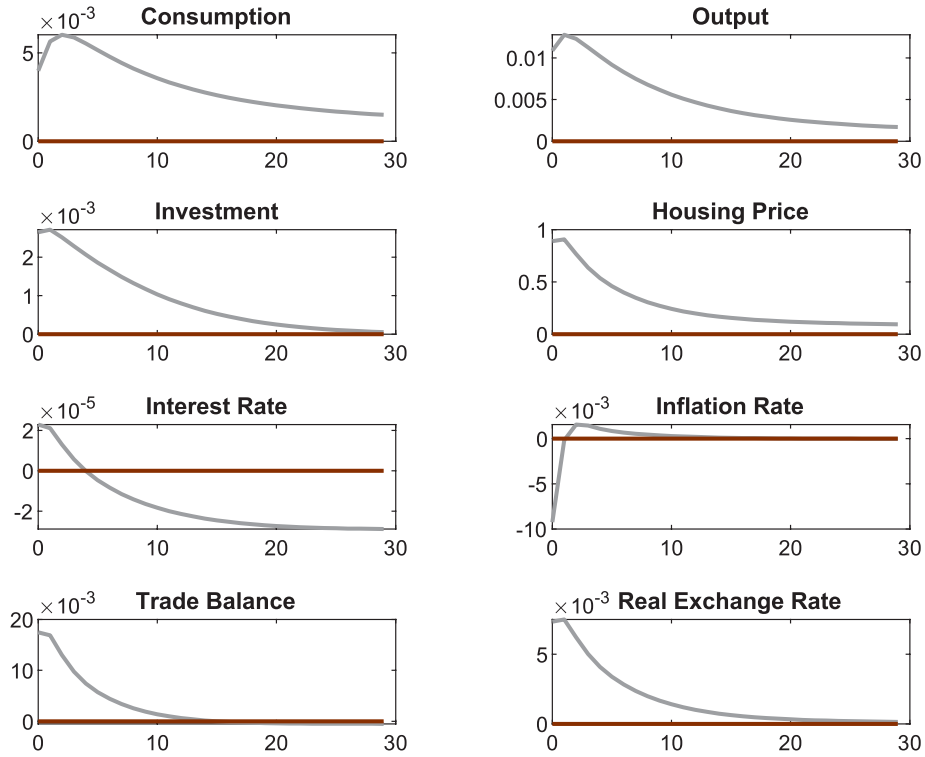 ×10⁻³ Consumption
5
0
0 10 20 30
Output
0.01
0.005
0
0 10 20 30
×10⁻³ Investment
2
1
0
0 10 20 30
Housing Price
1
0.5
0
0 10 20 30
×10⁻⁵ Interest Rate
2
0
-2
0 10 20 30
×10⁻³ Inflation Rate
0
-5
-10
0 10 20 30
×10⁻³ Trade Balance
20
10
0
0 10 20 30
×10⁻³ Real Exchange Rate
5
0
0 10 20 30